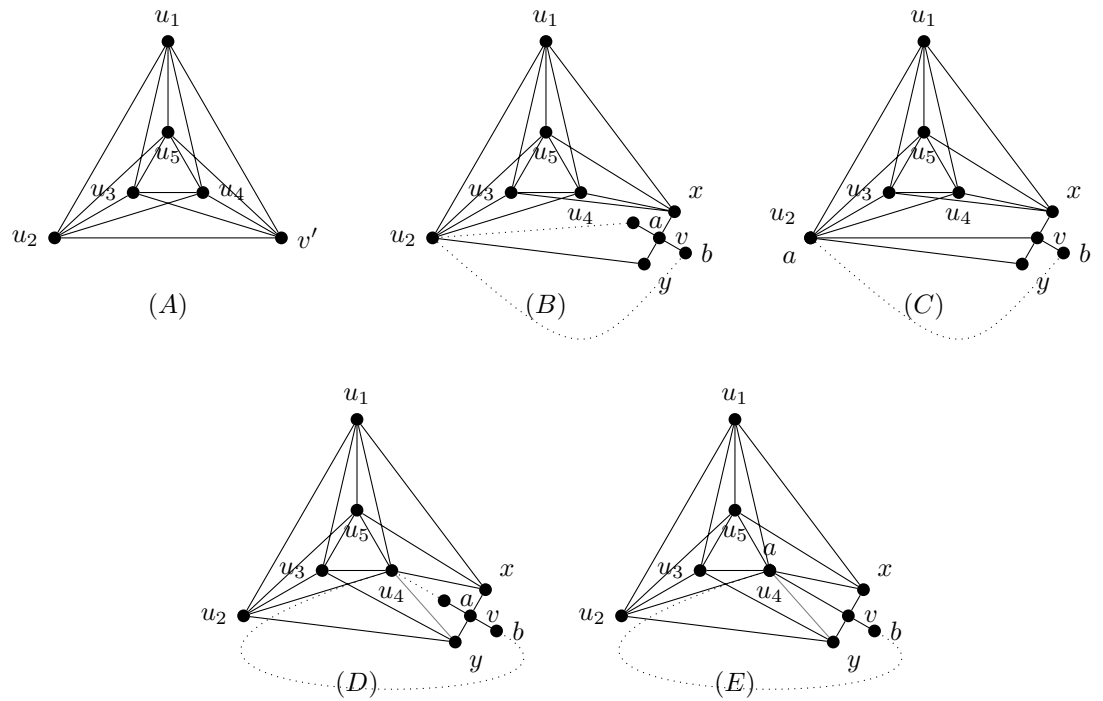 u₁ u₁ u₁
u₅ u₅ u₅
u₃ u₄ u₃ x u₃ x
u₄ u₂ u₄
a
u₂ v′ u₂ v v
a b b
y y
(A) (B) (C)
u₁ u₁
u₅ u₅
a
u₃ x u₃ x
u₄ a u₄
u₂ v u₂ v
b b
y y
(D) (E)